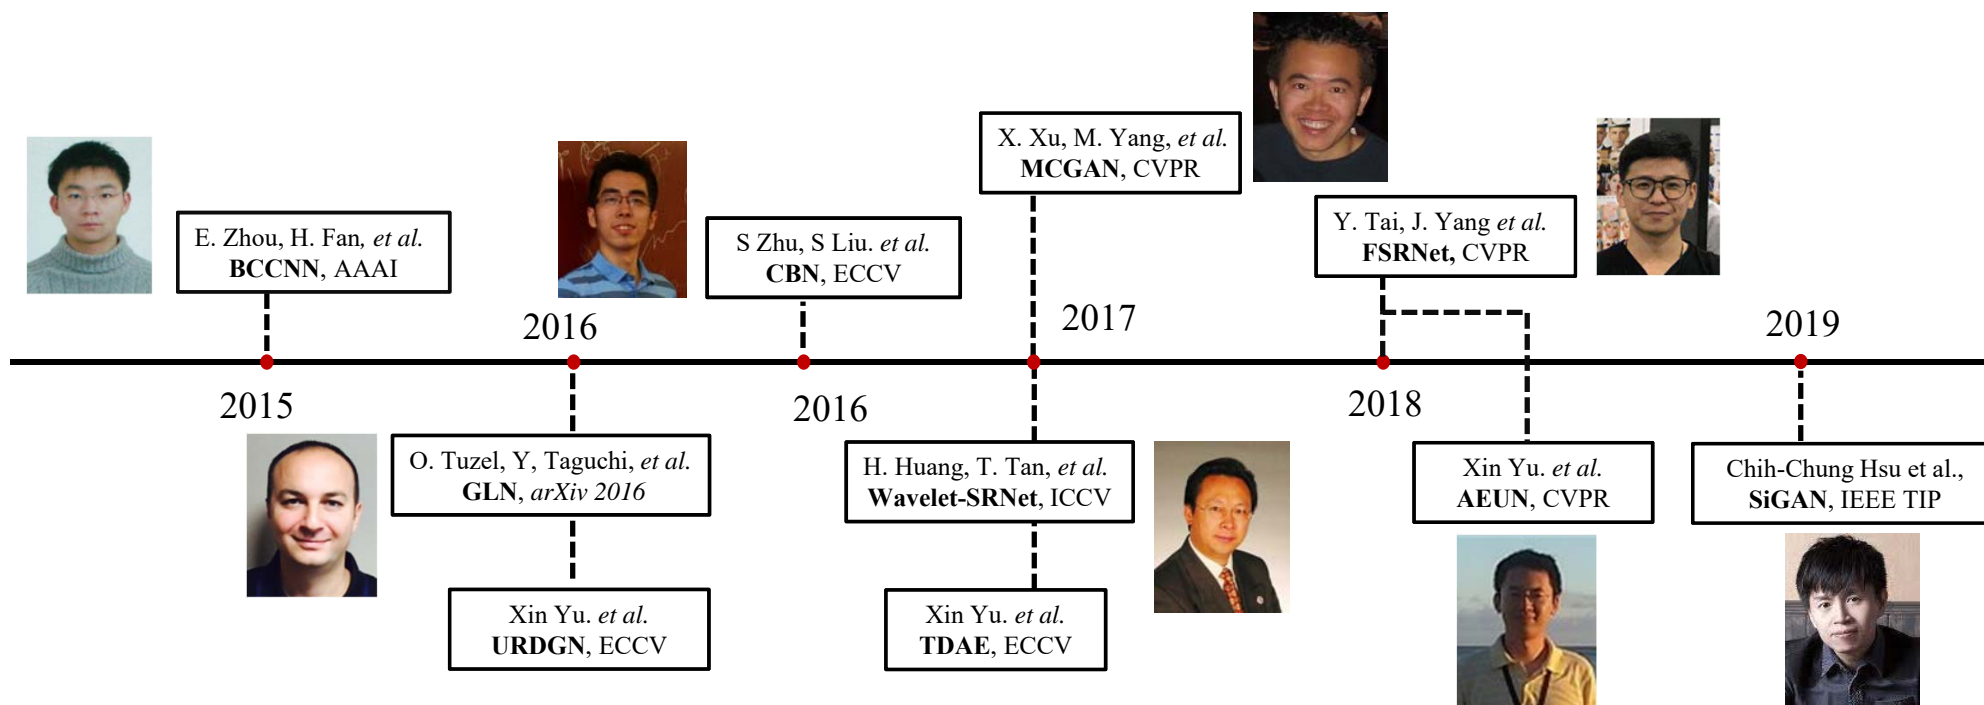 X. Xu, M. Yang, et al.
MCGAN, CVPR
E. Zhou, H. Fan, et al.
BCCNN, AAAI
S Zhu, S Liu. et al.
CBN, ECCV
Y. Tai, J. Yang et al.
FSRNet, CVPR
2016
2017
2019
2015
2016
2018
O. Tuzel, Y, Taguchi, et al.
GLN, arXiv 2016
H. Huang, T. Tan, et al.
Wavelet-SRNet, ICCV
Xin Yu. et al.
AEUN, CVPR
Chih-Chung Hsu et al.,
SiGAN, IEEE TIP
Xin Yu. et al.
URDGN, ECCV
Xin Yu. et al.
TDAE, ECCV